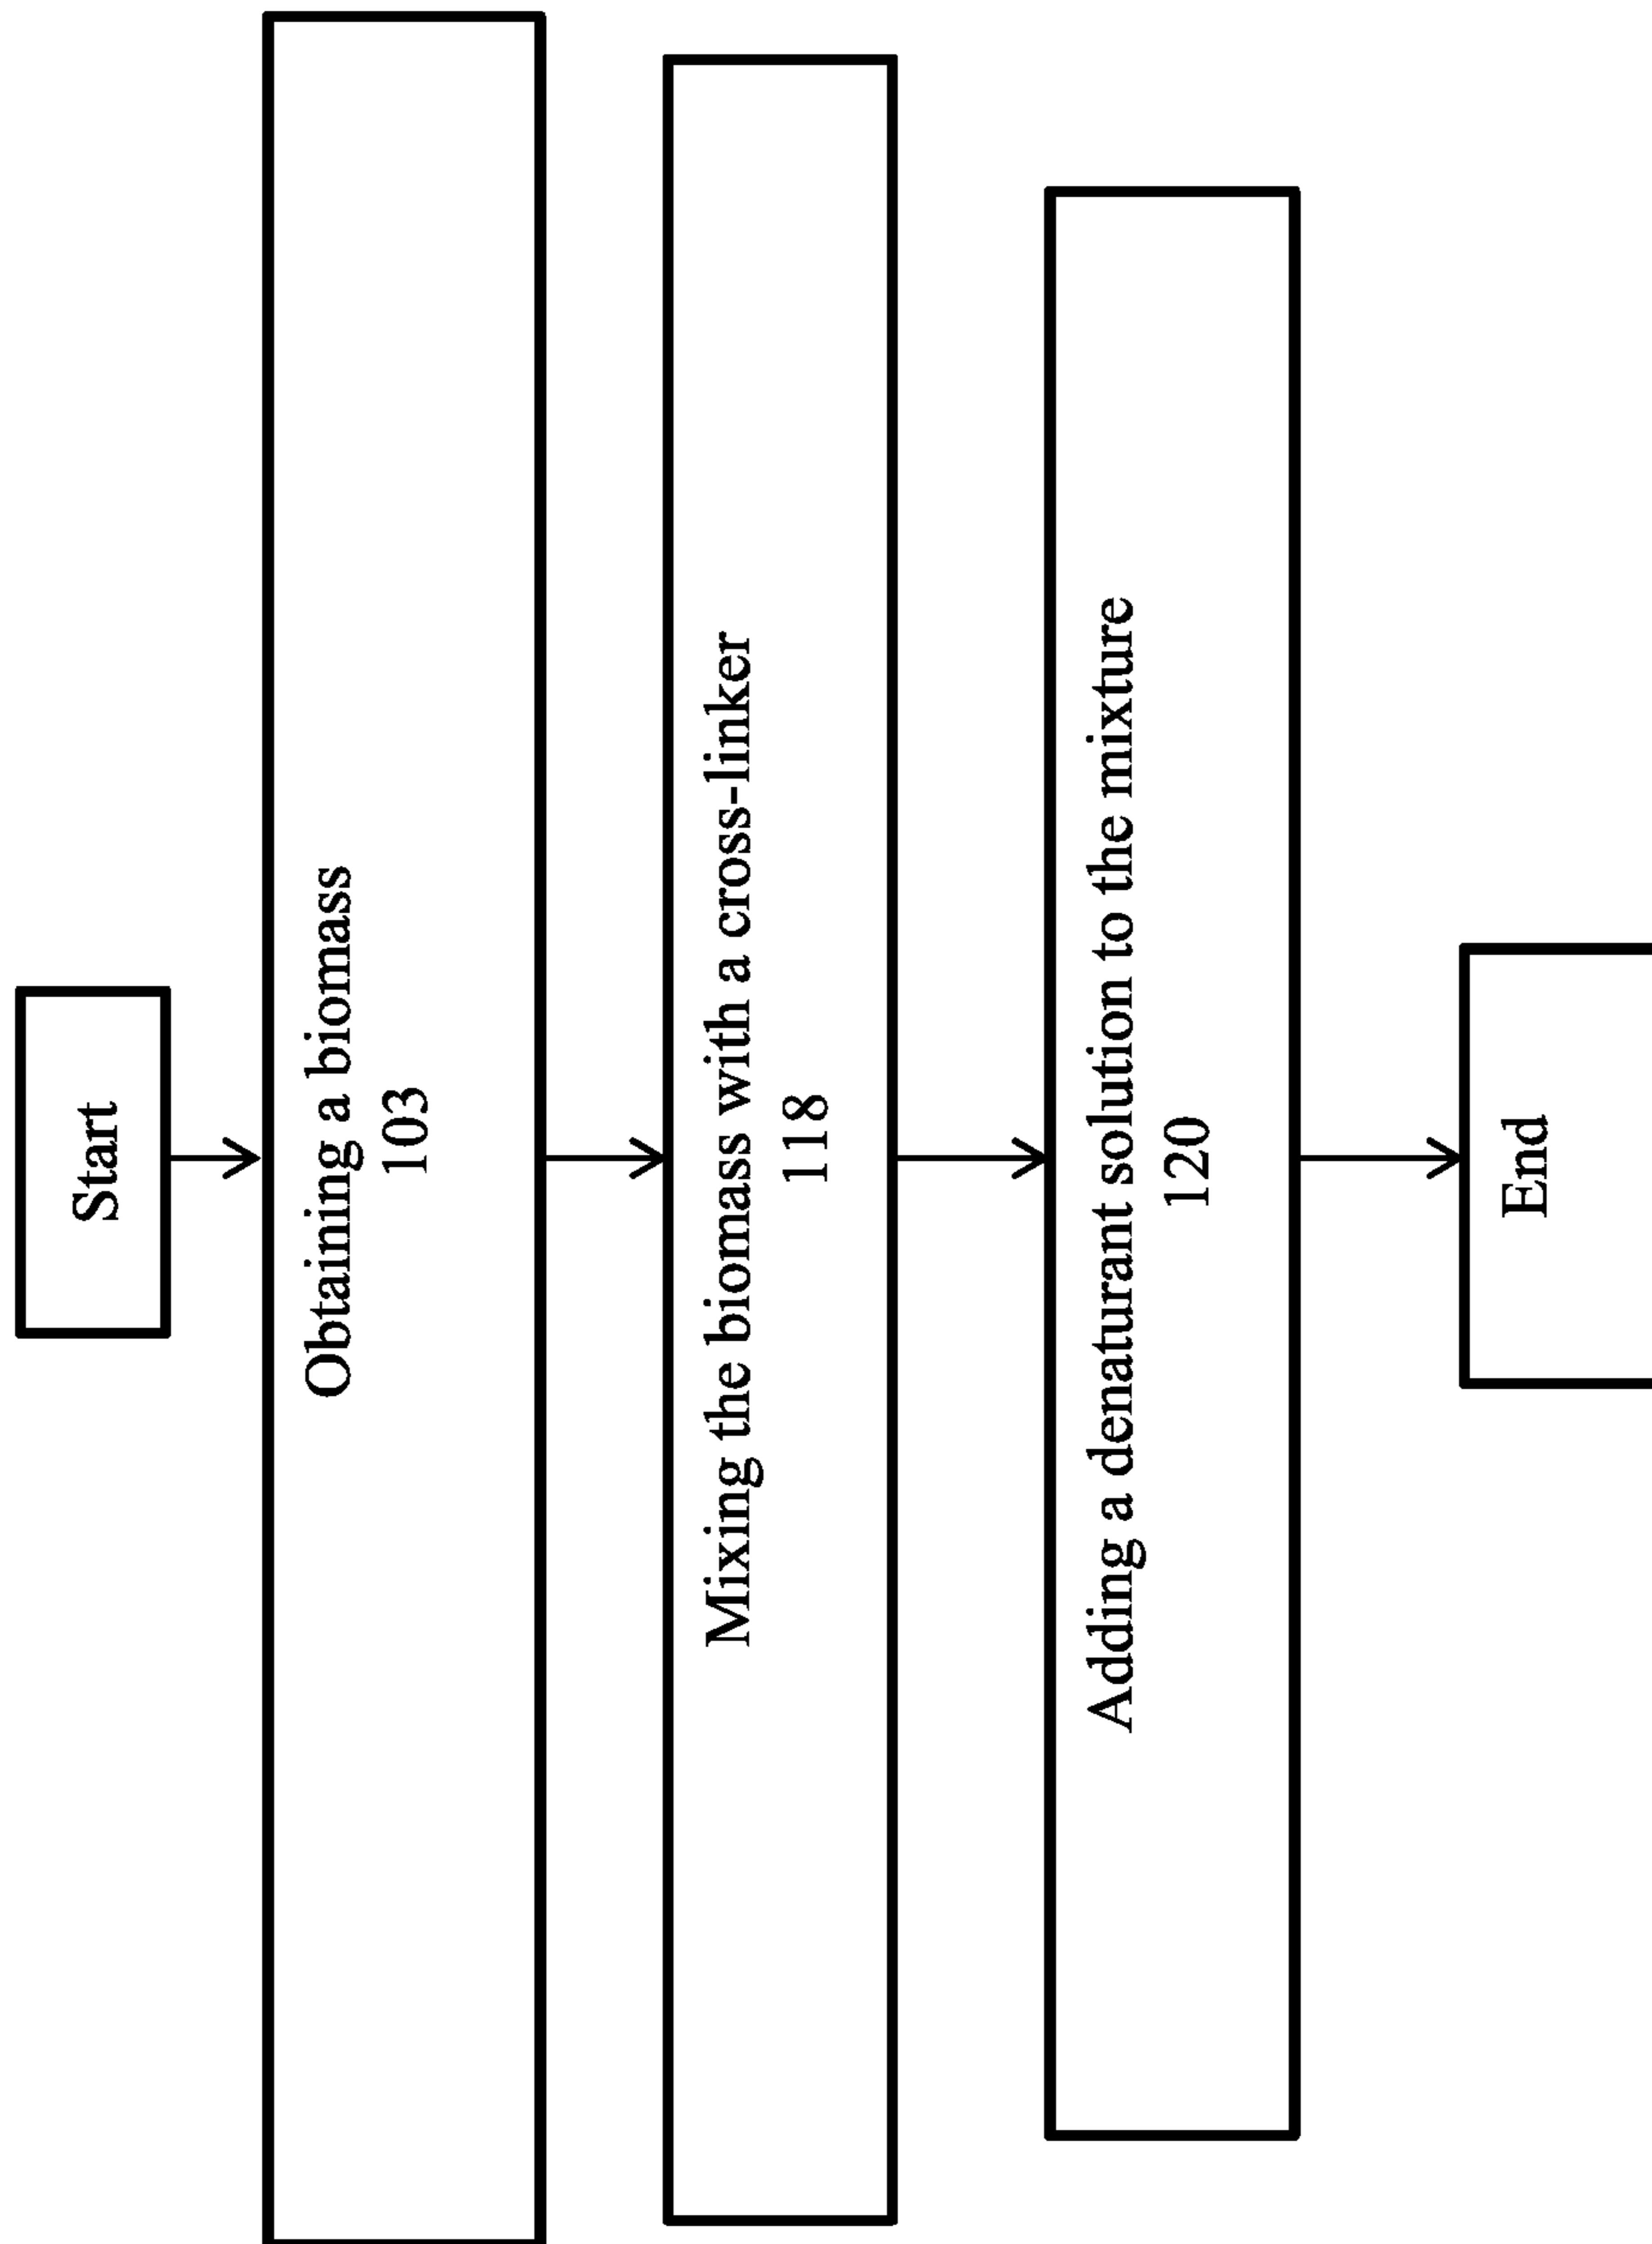 Start
Obtaining a biomass
103
Mixing the biomass with a cross-linker
118
Adding a denaturant solution to the mixture
120
End